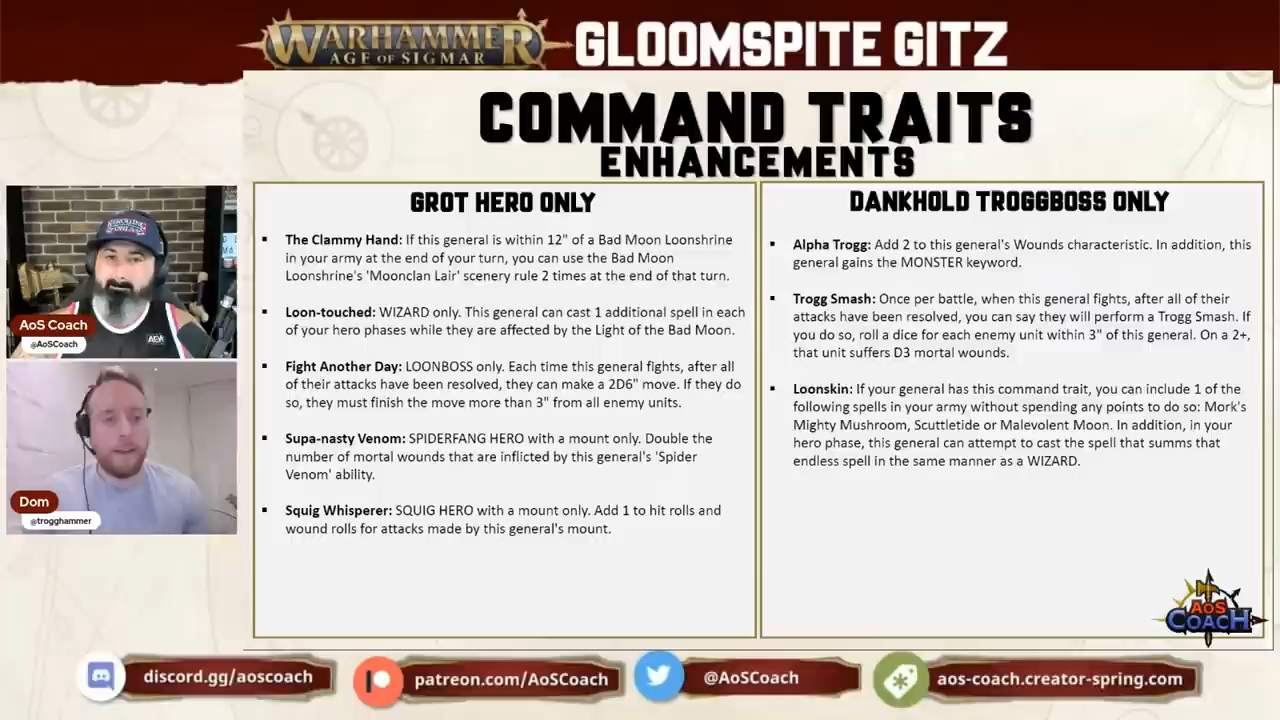 WARHAMMER
AGE OF SIGMAR
GLOOMSPITE GITZ
COMMAND TRAITS
ENHANCEMENTS
GROT HERO ONLY
The Clammy Hand: If this general is within 12" of a Bad Moon Loonshrine
in your army at the end of your turn, you can use the Bad Moon
Loonshrine's 'Moonclan Lair' scenery rule 2 times at the end of that turn.
Loon-touched: WIZARD only. This general can cast 1 additional spell in each
of your hero phases while they are affected by the Light of the Bad Moon.
Fight Another Day: LOONBOSS only. Each time this general fights, after all
of their attacks have been resolved, they can make a 2D6" move. If they do
so, they must finish the move more than 3" from all enemy units.
Supa-nasty Venom: SPIDERFANG HERO with a mount only. Double the
number of mortal wounds that are inflicted by this general's 'Spider
Venom' ability.
Squig Whisperer: SQUIG HERO with a mount only. Add 1 to hit rolls and
wound rolls for attacks made by this general's mount.
DANKHOLD TROGGBOSS ONLY
Alpha Trogg: Add 2 to this general's Wounds characteristic. In addition, this
general gains the MONSTER keyword.
Trogg Smash: Once per battle, when this general fights, after all of their
attacks have been resolved, you can say they will perform a Trogg Smash. If
you do so, roll a dice for each enemy unit within 3" of this general. On a 2+,
that unit suffers D3 mortal wounds.
Loonskin: If your general has this command trait, you can include 1 of the
following spells in your army without spending any points to do so: Mork's
Mighty Mushroom, Scuttletide or Malevolent Moon. In addition, in your
hero phase, this general can attempt to cast the spell that summs that
endless spell in the same manner as a WIZARD.
AoS Coach
@AoSCoach
Dom
@trogghammer
AoS
COACH
discord.gg/aoscoach
patreon.com/AoSCoach
@AoSCoach
aos-coach.creator-spring.com